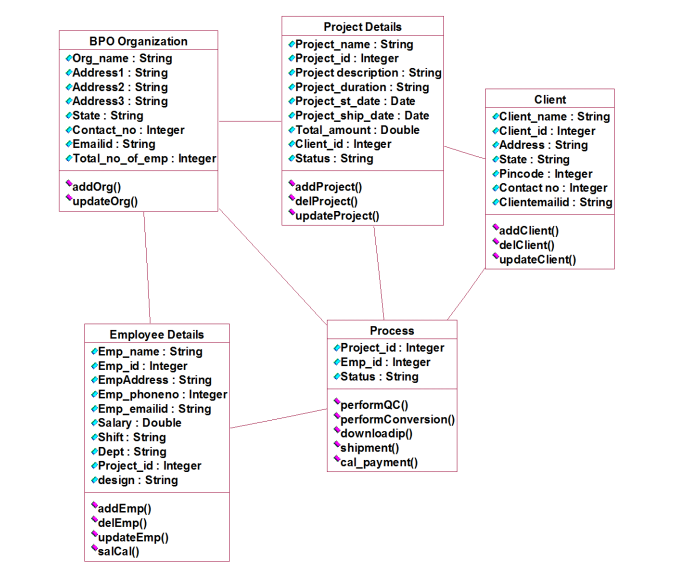 BPO Organization
Org_name : String
Address1 : String
Address2 : String
Address3 : String
State : String
Contact_no : Integer
Emailid : String
Total_no_of_emp : Integer
addOrg()
updateOrg()
Project Details
Project_name : String
Project_id : Integer
Project description : String
Project_duration : String
Project_st_date : Date
Project_ship_date : Date
Total_amount : Double
Client_id : Integer
Status : String
addProject()
delProject()
updateProject()
Client
Client_name : String
Client_id : Integer
Address : String
State : String
Pincode : Integer
Contact no : Integer
Clientemailid : String
addClient()
delClient()
updateClient()
Employee Details
Emp_name : String
Emp_id : Integer
EmpAddress : String
Emp_phoneno : Integer
Emp_emailid : String
Salary : Double
Shift : String
Dept : String
Project_id : Integer
design : String
addEmp()
delEmp()
updateEmp()
salCal()
Process
Project_id : Integer
Emp_id : Integer
Status : String
performQC()
performConversion()
downloadip()
shipment()
cal_payment()